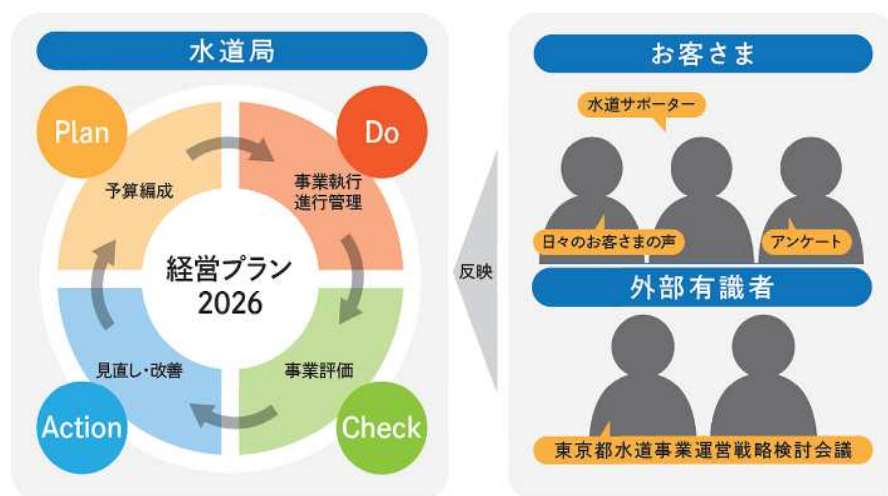 水道局
Plan
Do
予算編成
事業執行
進行管理
経営プラン
2026
見直し・改善
事業評価
Action
Check
反映
お客さま
水道サポーター
日々のお客さまの声
アンケート
外部有識者
東京都水道事業運営戦略検討会議